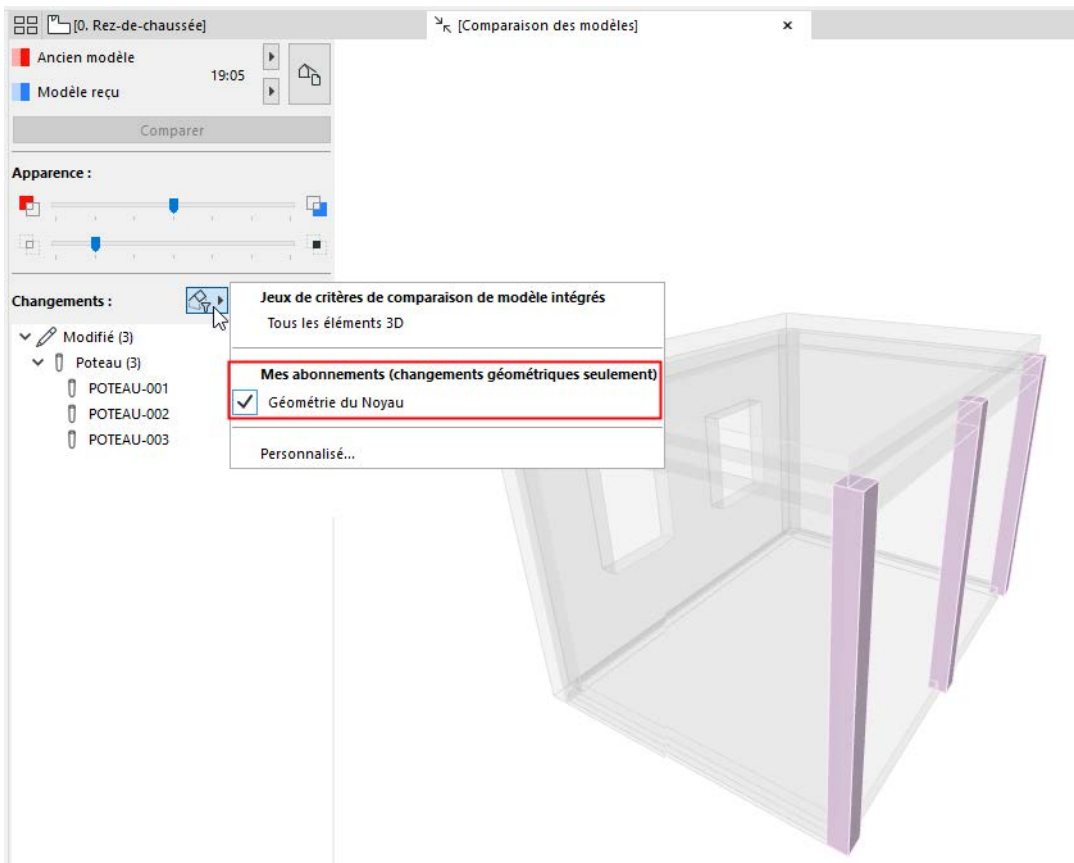 [0. Rez-de-chaussée]
[Comparaison des modèles]
Ancien modèle
19:05
Modèle reçu
Comparer
Apparence :
Changements :
Modifié (3)
Poteau (3)
POTEAU-001
POTEAU-002
POTEAU-003
Jeux de critères de comparaison de modèle intégrés
Tous les éléments 3D
Mes abonnements (changements géométriques seulement)
Géométrie du Noyau
Personnalisé...